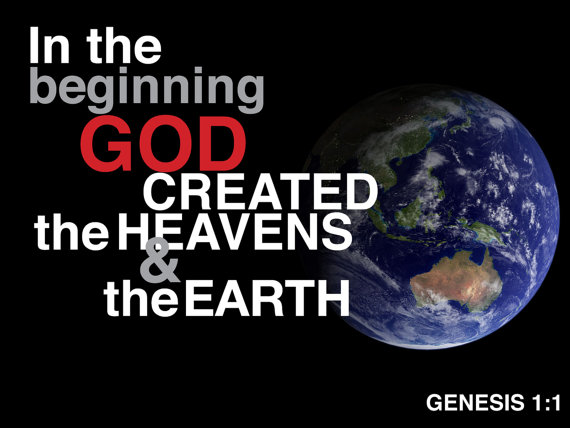 In the
beginning
GOD
CREATED
the HEAVENS
&
the EARTH
GENESIS 1:1